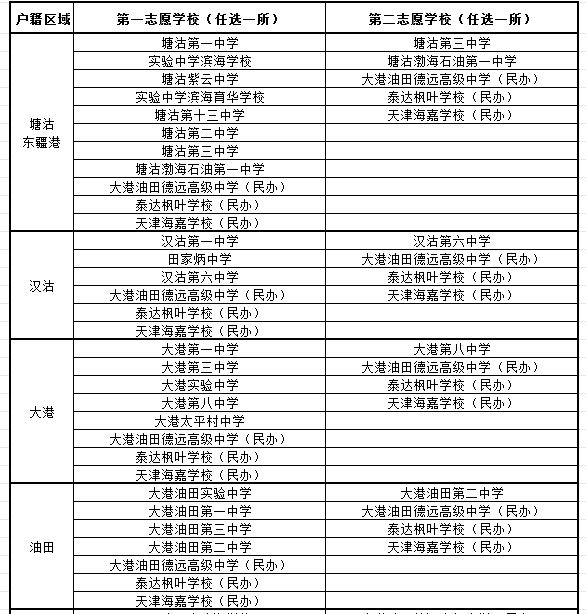 户籍区域 第一志愿学校（任选一所） 第二志愿学校（任选一所）
塘沽第一中学 塘沽第三中学
实验中学滨海学校 塘沽渤海石油第一中学
塘沽紫云中学 大港油田德远高级中学（民办）
实验中学滨海育华学校 泰达枫叶学校（民办）
塘沽第十三中学 天津海嘉学校（民办）
塘沽 塘沽第二中学
东疆港 塘沽第三中学
塘沽渤海石油第一中学
大港油田德远高级中学（民办）
泰达枫叶学校（民办）
天津海嘉学校（民办）
汉沽第一中学 汉沽第六中学
田家炳中学 大港油田德远高级中学（民办）
汉沽 汉沽第六中学 泰达枫叶学校（民办）
大港油田德远高级中学（民办） 天津海嘉学校（民办）
泰达枫叶学校（民办）
天津海嘉学校（民办）
大港第一中学 大港第八中学
大港第三中学 大港油田德远高级中学（民办）
大港实验中学 泰达枫叶学校（民办）
大港 大港第八中学 天津海嘉学校（民办）
大港太平村中学
大港油田德远高级中学（民办）
泰达枫叶学校（民办）
天津海嘉学校（民办）
大港油田实验中学 大港油田第二中学
大港油田第一中学 大港油田德远高级中学（民办）
大港油田第三中学 泰达枫叶学校（民办）
油田 大港油田第二中学 天津海嘉学校（民办）
大港油田德远高级中学（民办）
泰达枫叶学校（民办）
天津海嘉学校（民办）